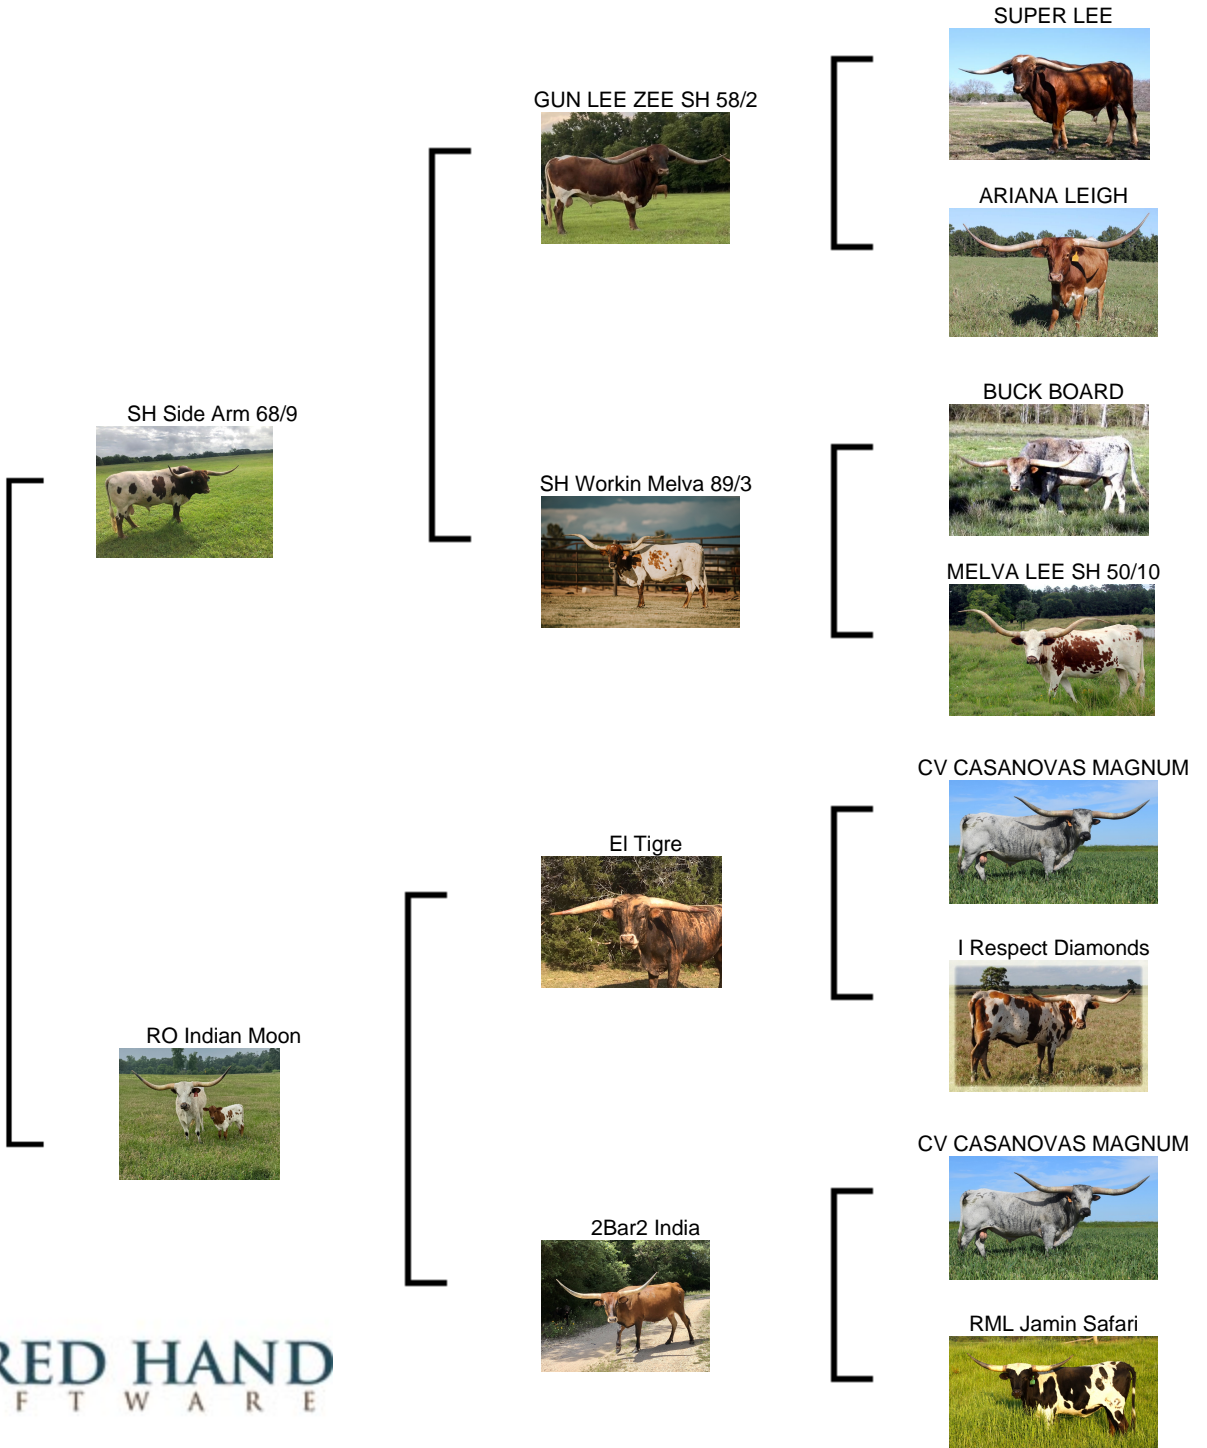 SUPER LEE
GUN LEE ZEE SH 58/2
ARIANA LEIGH
BUCK BOARD
SH Side Arm 68/9
SH Workin Melva 89/3
MELVA LEE SH 50/10
CV CASANOVAS MAGNUM
El Tigre
I Respect Diamonds
RO Indian Moon
CV CASANOVAS MAGNUM
2Bar2 India
RML Jamin Safari
RED HAND
F T W A R E